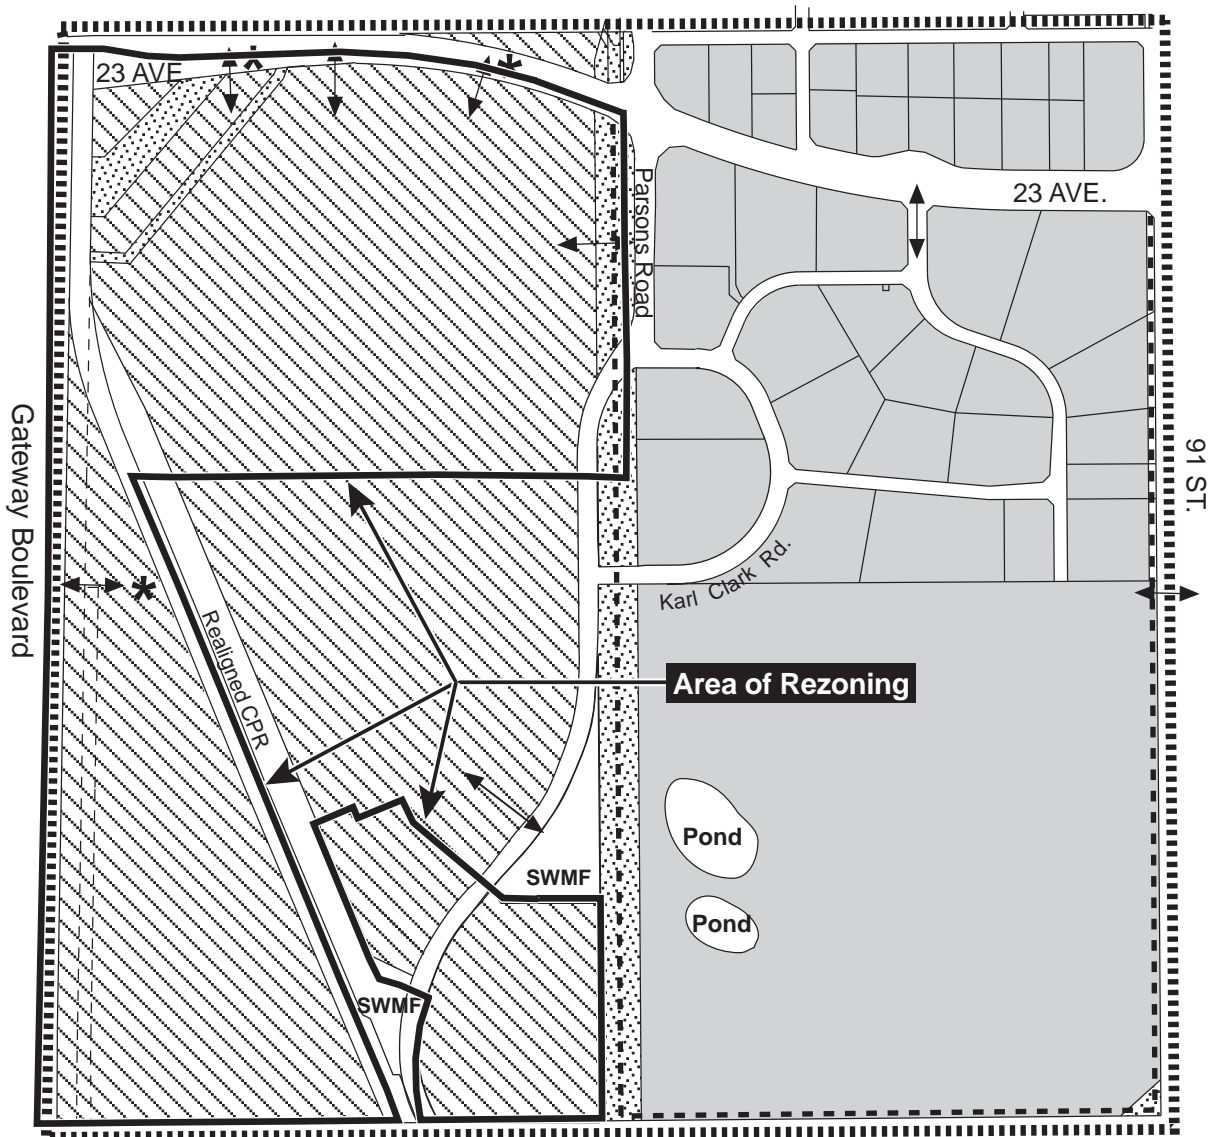 23 AVE
23 AVE.
Parsons Road
Gateway Boulevard
91 ST.
Karl Clark Rd.
Realigned CPR
Area of Rezoning
Pond
SWMF
Pond
SWMF